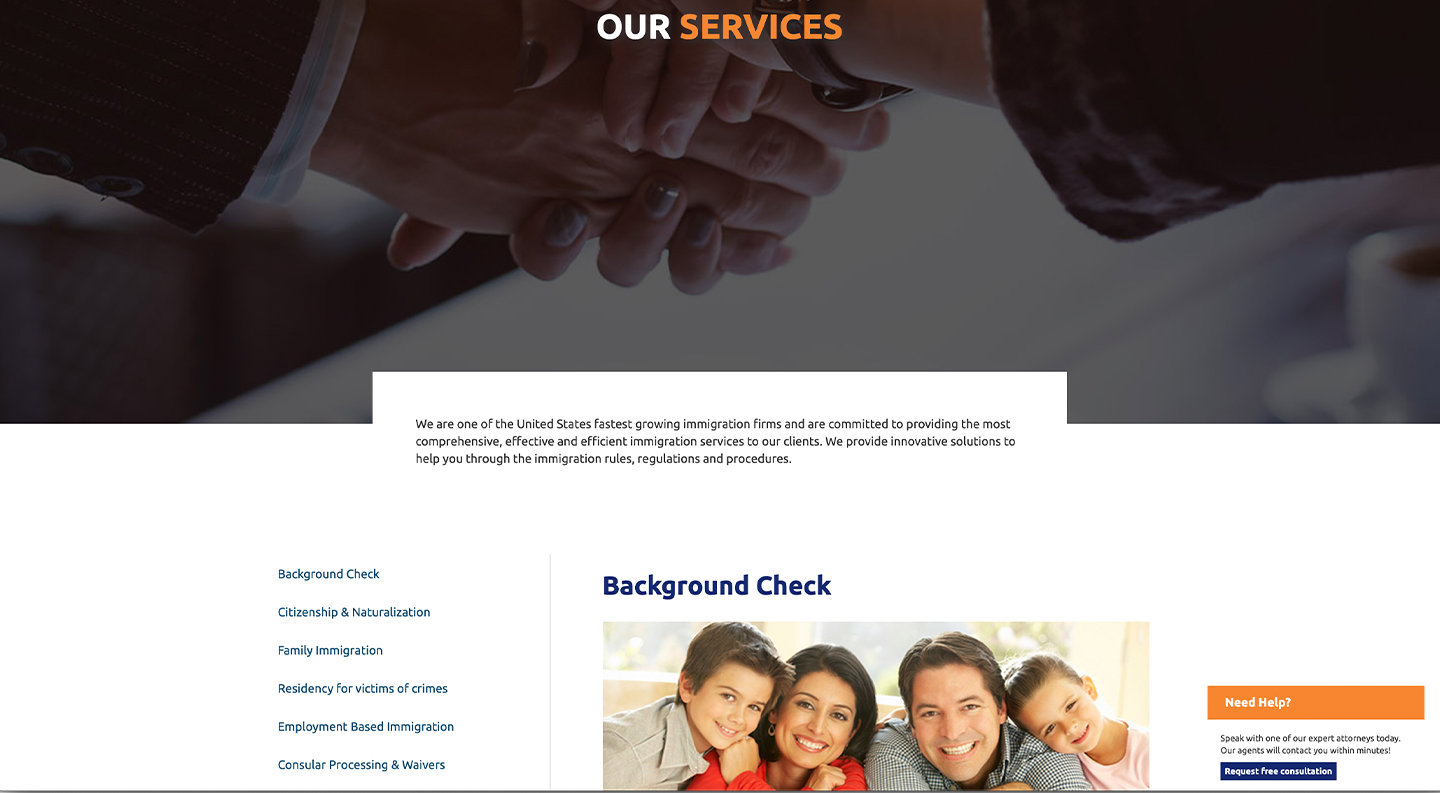 OUR SERVICES
We are one of the United States fastest growing immigration firms and are committed to providing the most
comprehensive, effective and efficient immigration services to our clients. We provide innovative solutions to
help you through the immigration rules, regulations and procedures.
Background Check
Citizenship & Naturalization
Family Immigration
Residency for victims of crimes
Employment Based Immigration
Consular Processing & Waivers
Background Check
Need Help?
Speak with one of our expert attorneys today.
Our agents will contact you within minutes!
Request free consultation